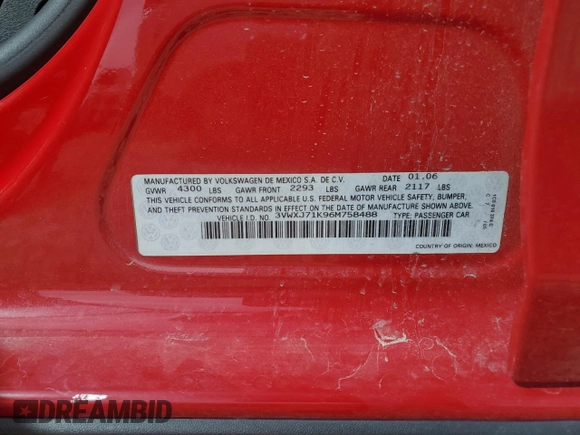 MANUFACTURED BY VOLKSWAGEN DE MEXICO S.A. DE C.V. DATE 01.06
GVWR 4300 LBS GAWR FRONT 2293 LBS GAWR REAR 2117 LBS
THIS VEHICLE CONFORMS TO ALL APPLICABLE U.S. FEDERAL MOTOR VEHICLE SAFETY, BUMPER,
AND THEFT PREVENTION STANDARDS IN EFFECT ON THE DATE OF MANUFACTURE SHOWN ABOVE.
VEHICLE I.D. NO.: 3VWXJ71K96M758488 TYPE: PASSENGER CAR
COUNTRY OF ORIGIN: MEXICO
DREAMBID